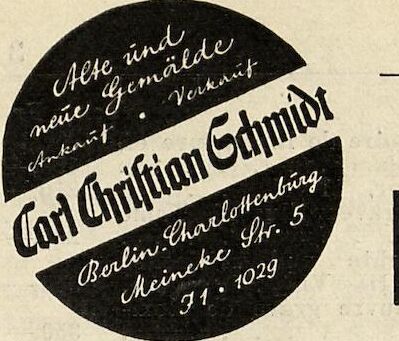 Alte und
neue Gemälde
Ankauf · Verkauf
Carl Christian Schmidt
Berlin-Charlottenburg
Meineke Str. 5
J1 · 1029